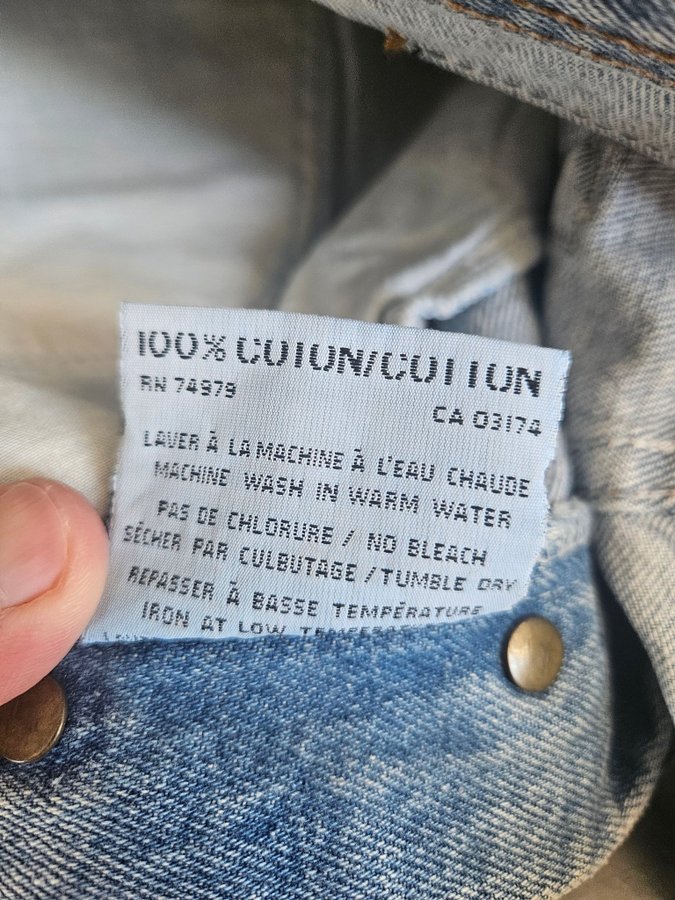 100% COTON/COTTON
RN 74979
CA 03174
LAVER À LA MACHINE À L'EAU CHAUDE
MACHINE WASH IN WARM WATER
PAS DE CHLORURE / NO BLEACH
SÉCHER PAR CULBUTAGE / TUMBLE DRY
REPASSER À BASSE TEMPÉRATURE
IRON AT LOW